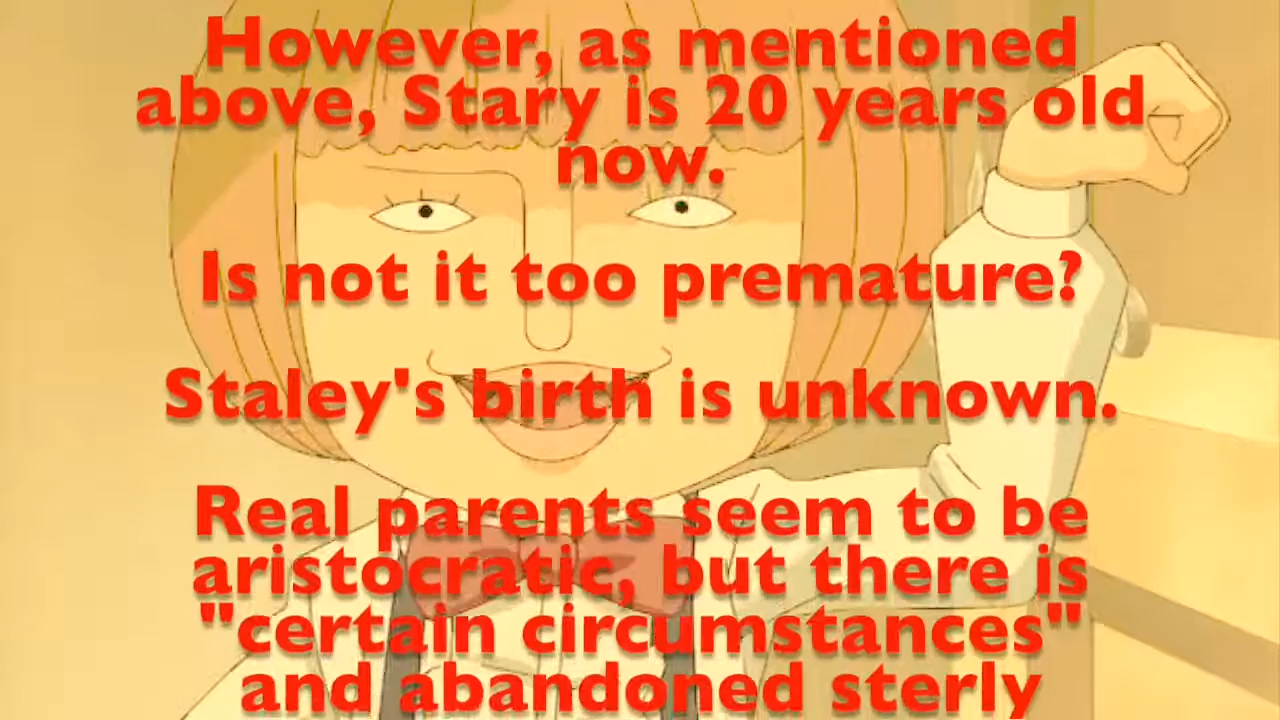 However, as mentioned
above, Stary is 20 years old
now.
Is not it too premature?
Staley's birth is unknown.
Real parents seem to be
aristocratic, but there is
"certain circumstances"
and abandoned sterly